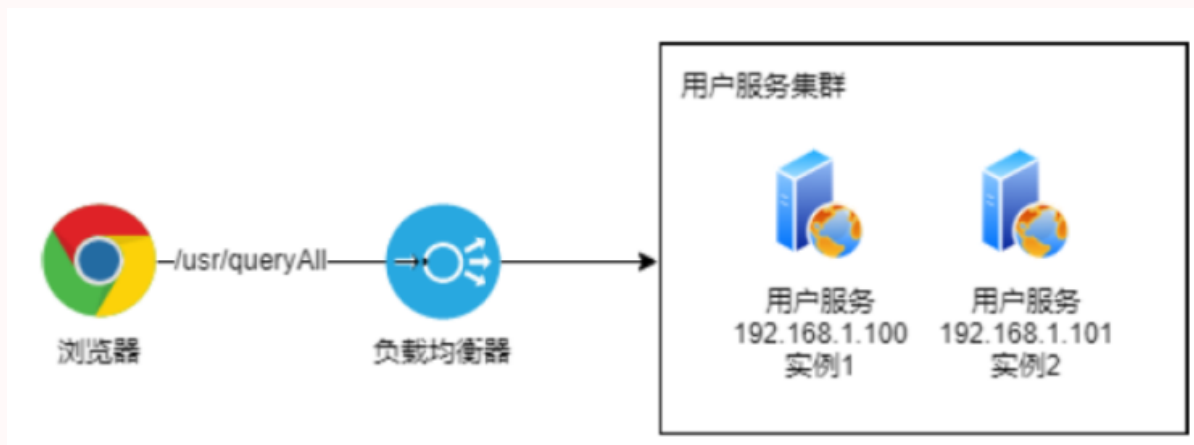 用户服务集群
/usr/queryAll
浏览器
负载均衡器
用户服务
192.168.1.100
实例1
用户服务
192.168.1.101
实例2